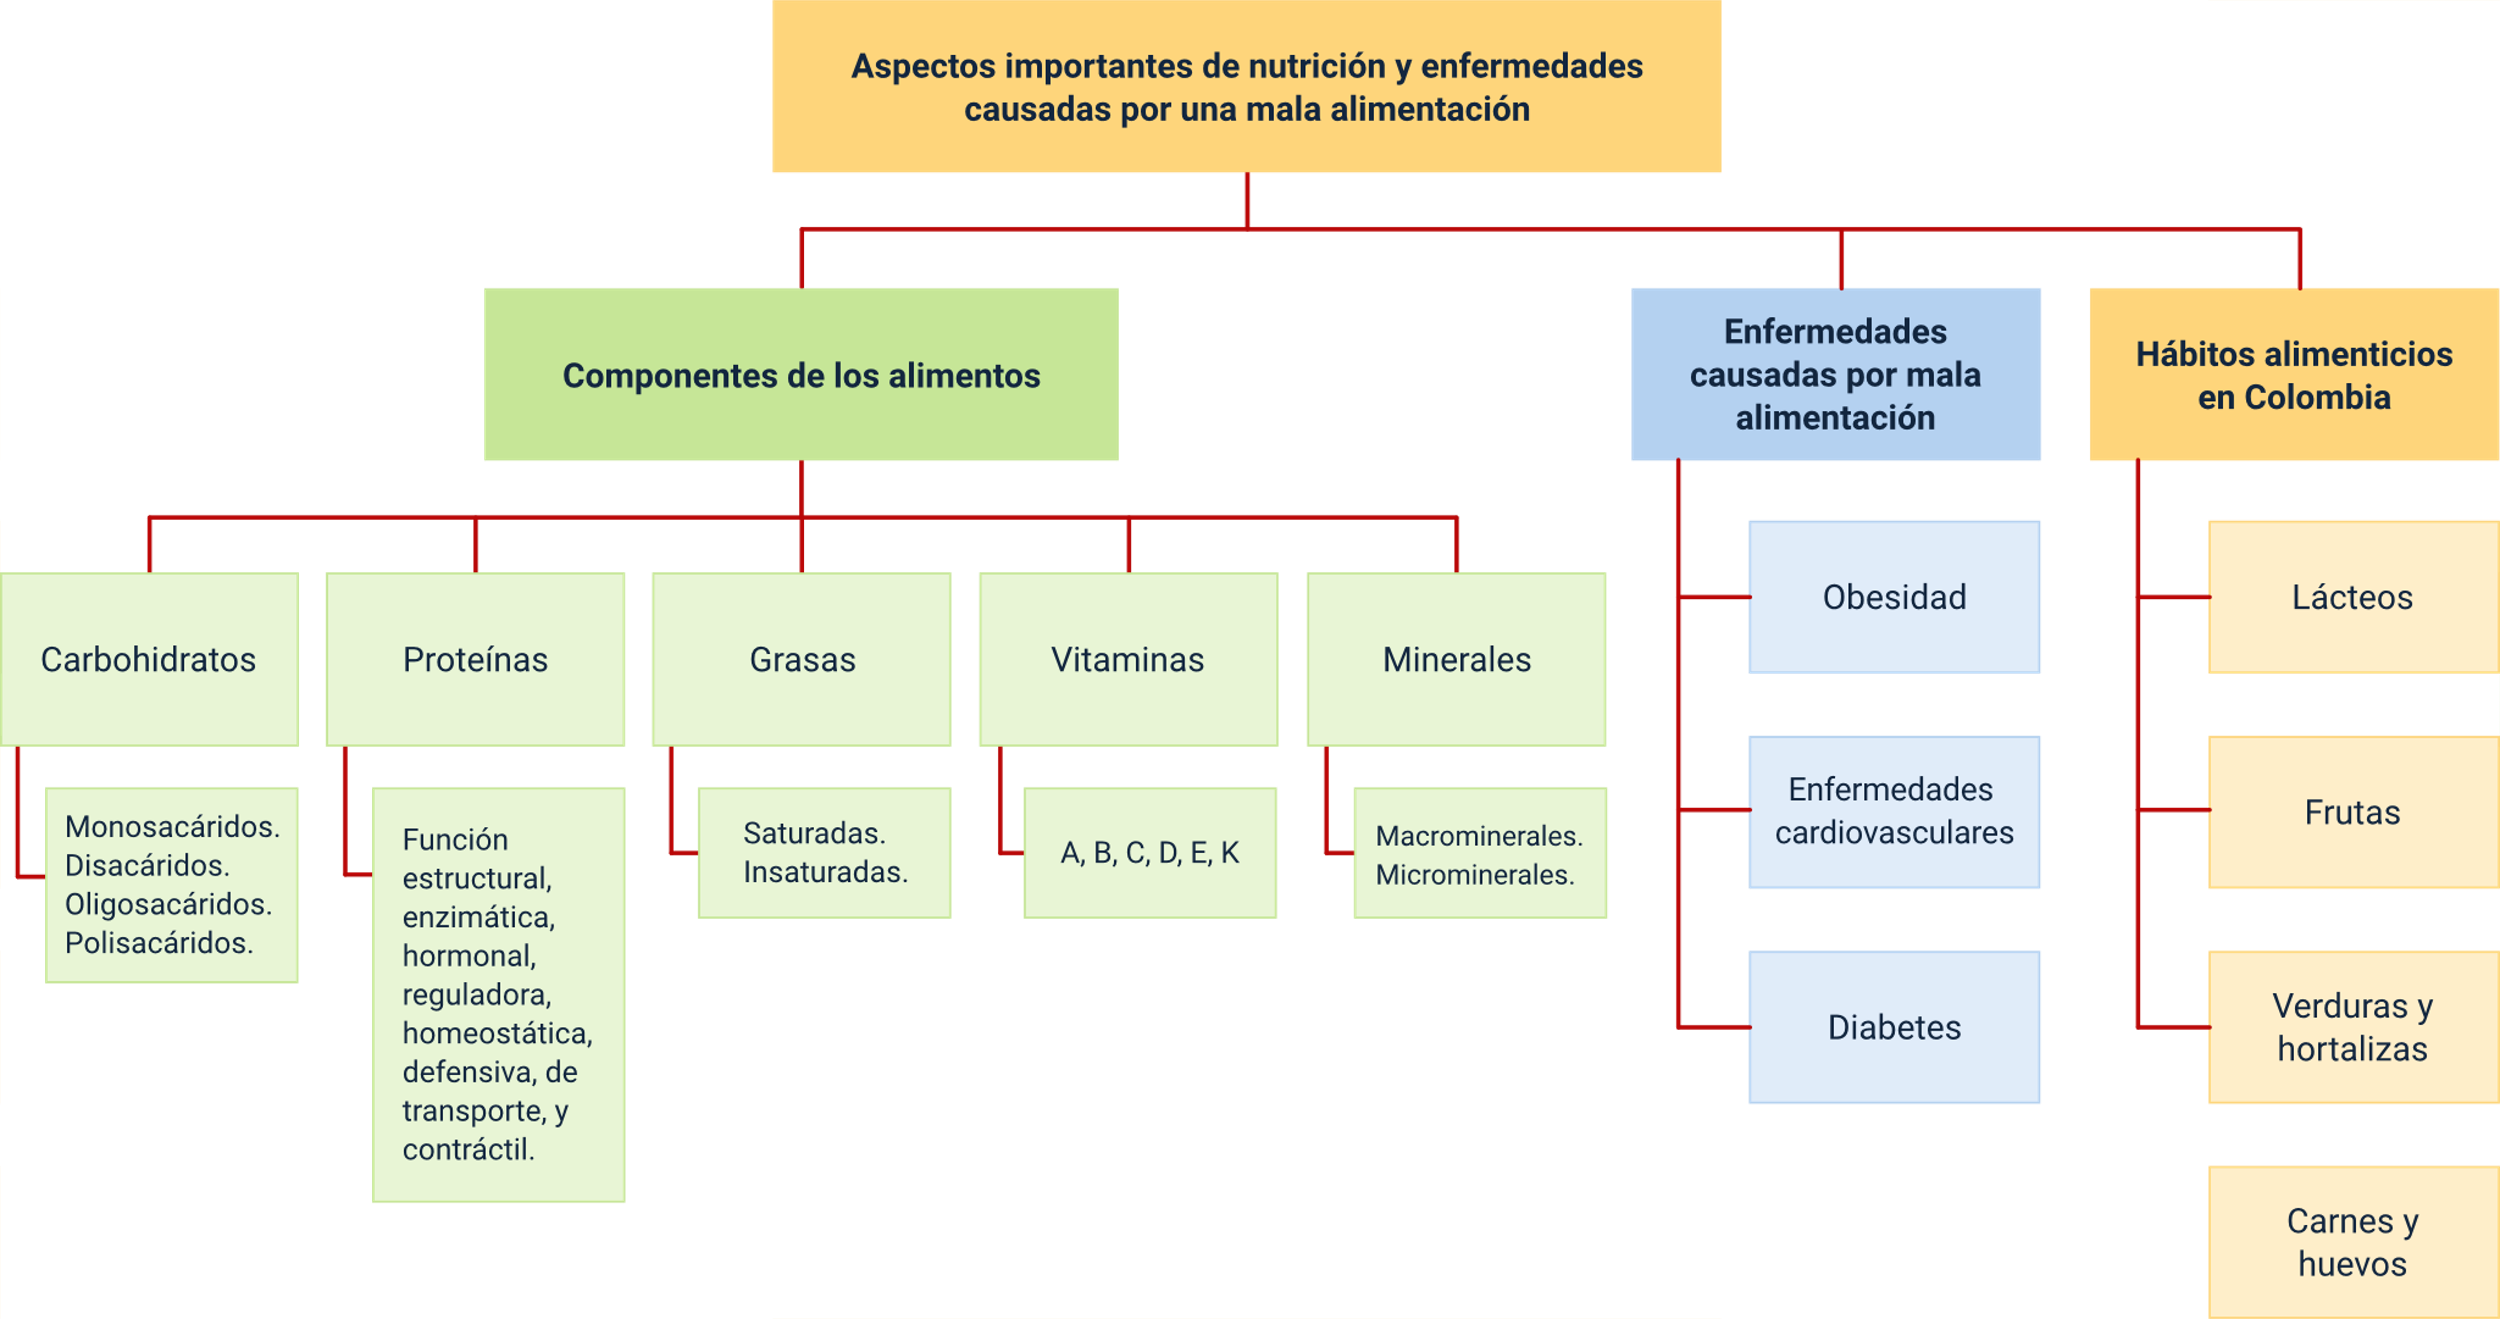 Aspectos importantes de nutrición y enfermedades
causadas por una mala alimentación
Componentes de los alimentos
Enfermedades
causadas por mala
alimentación
Hábitos alimenticios
en Colombia
Carbohidratos
Proteínas
Grasas
Vitaminas
Minerales
Monosacáridos.
Disacáridos.
Oligosacáridos.
Polisacáridos.
Función
estructural,
enzimática,
hormonal,
reguladora,
homeostática,
defensiva, de
transporte, y
contráctil.
Saturadas.
Insaturadas.
A, B, C, D, E, K
Macrominerales.
Microminerales.
Obesidad
Enfermedades
cardiovasculares
Diabetes
Lácteos
Frutas
Verduras y
hortalizas
Carnes y
huevos